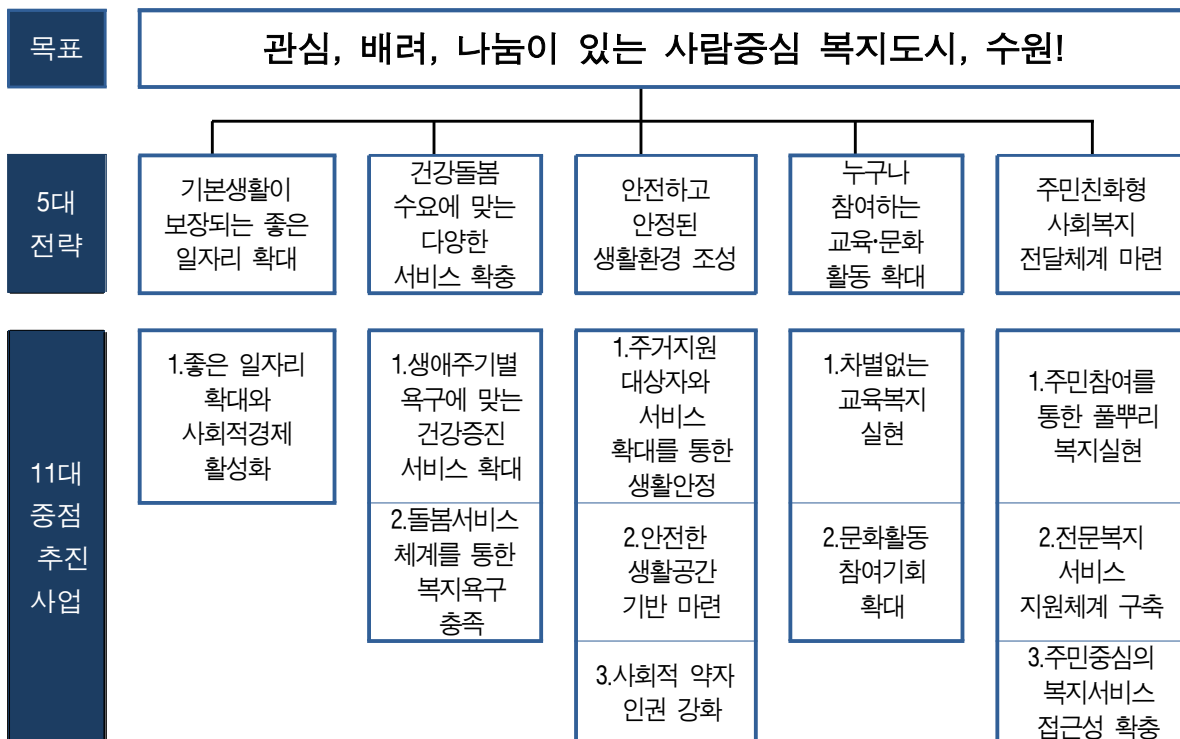 목표
관심, 배려, 나눔이 있는 사람중심 복지도시, 수원!
5대
전략
기본생활이
보장되는 좋은
일자리 확대
건강돌봄
수요에 맞는
다양한
서비스 확충
안전하고
안정된
생활환경 조성
누구나
참여하는
교육·문화
활동 확대
주민친화형
사회복지
전달체계 마련
11대
중점
추진
사업
1.좋은 일자리
확대와
사회적경제
활성화
1.생애주기별
욕구에 맞는
건강증진
서비스 확대
2.돌봄서비스
체계를 통한
복지욕구
충족
1.주거지원
대상자와
서비스
확대를 통한
생활안정
2.안전한
생활공간
기반 마련
3.사회적 약자
인권 강화
1.차별없는
교육복지
실현
2.문화활동
참여기회
확대
1.주민참여를
통한 풀뿌리
복지실현
2.전문복지
서비스
지원체계 구축
3.주민중심의
복지서비스
접근성 확충